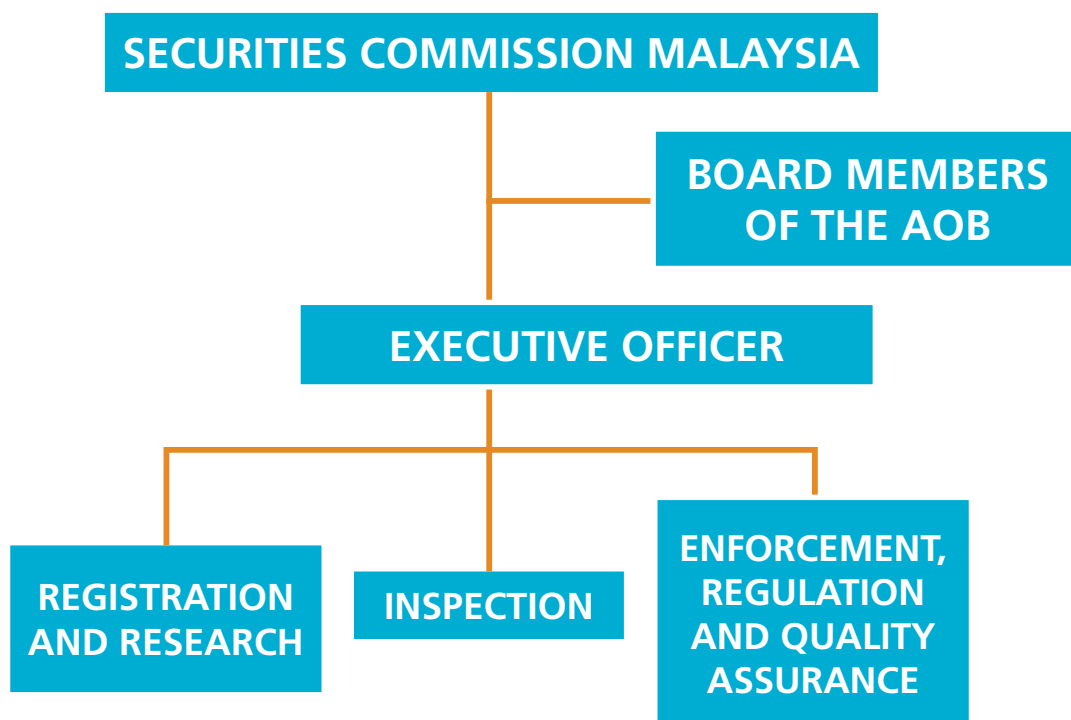 SECURITIES COMMISSION MALAYSIA
BOARD MEMBERS
OF THE AOB
EXECUTIVE OFFICER
REGISTRATION
AND RESEARCH
INSPECTION
ENFORCEMENT,
REGULATION
AND QUALITY
ASSURANCE